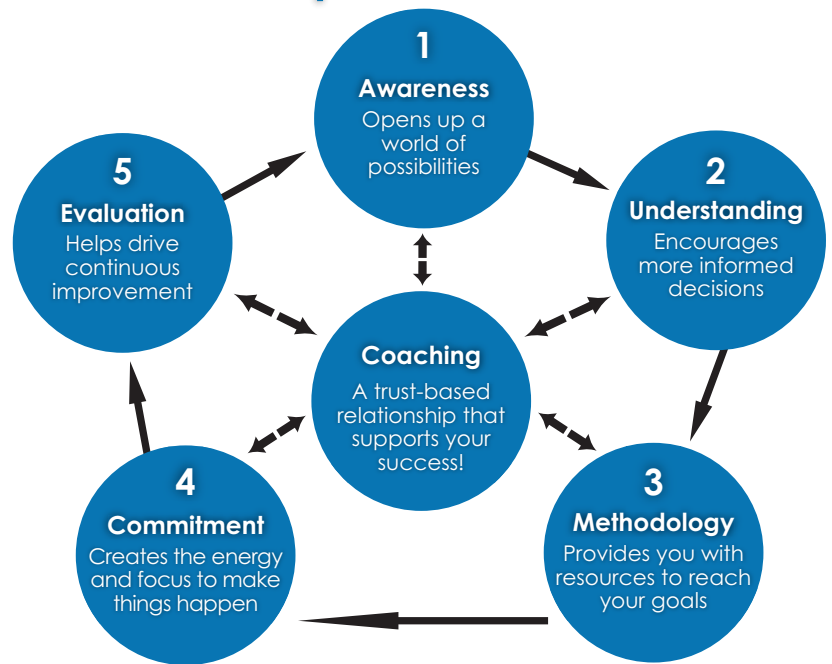 1
Awareness
Opens up a
world of
possibilities
2
Understanding
Encourages
more informed
decisions
3
Methodology
Provides you with
resources to reach
your goals
4
Commitment
Creates the energy
and focus to make
things happen
5
Evaluation
Helps drive
continuous
improvement
Coaching
A trust-based
relationship that
supports your
success!